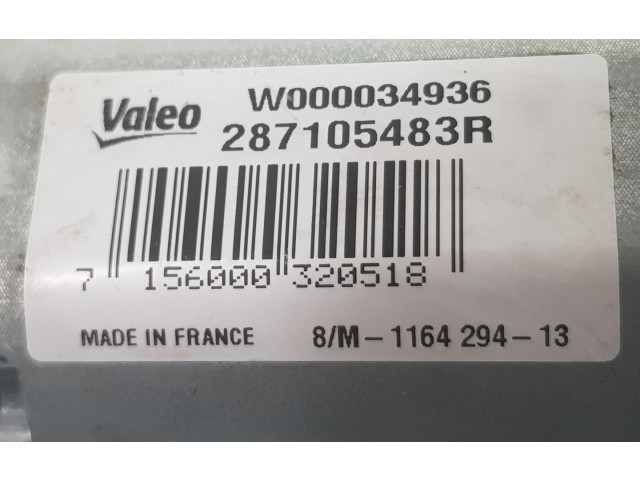 Valeo W000034936
287105483R
7 156000 320518
MADE IN FRANCE 8/M-1164 294-13